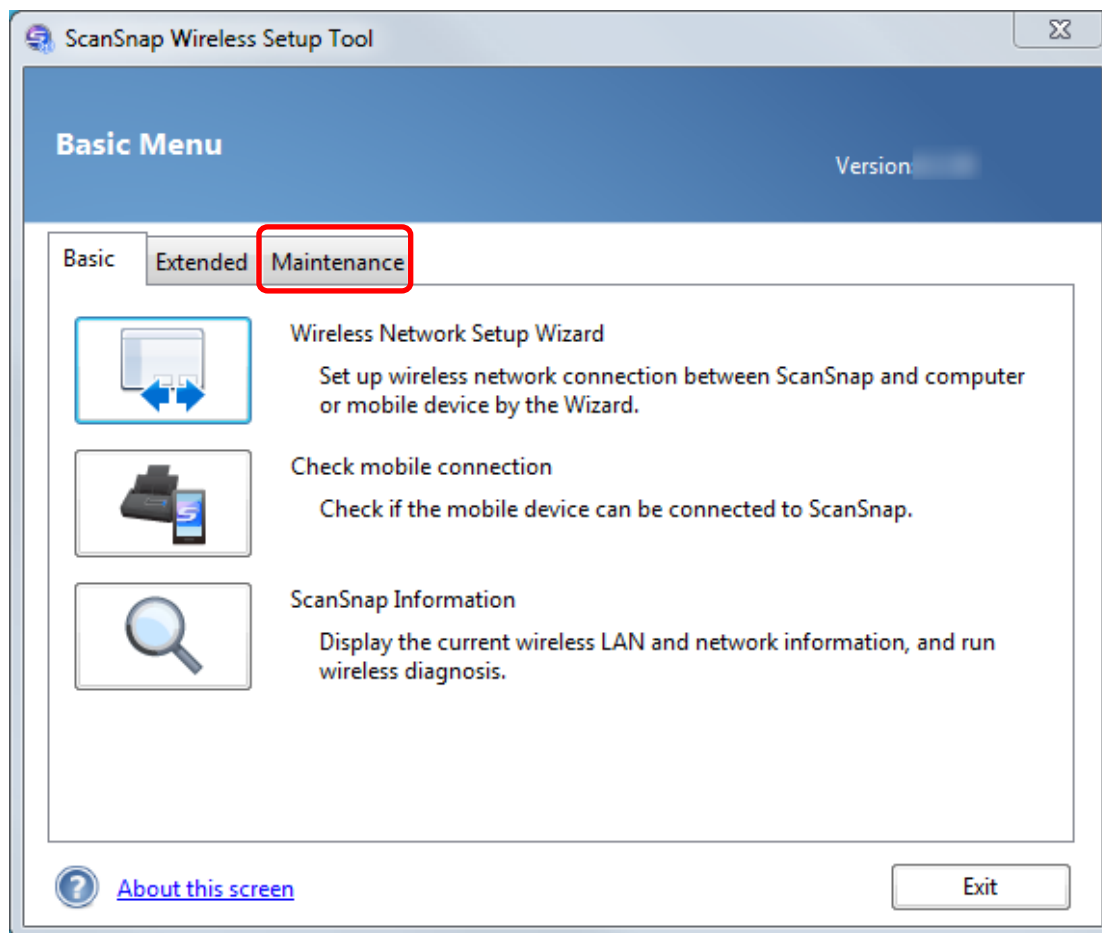 ScanSnap Wireless Setup Tool
Basic Menu
Version:
Basic Extended Maintenance
Wireless Network Setup Wizard
Set up wireless network connection between ScanSnap and computer
or mobile device by the Wizard.
Check mobile connection
Check if the mobile device can be connected to ScanSnap.
ScanSnap Information
Display the current wireless LAN and network information, and run
wireless diagnosis.
About this screen
Exit